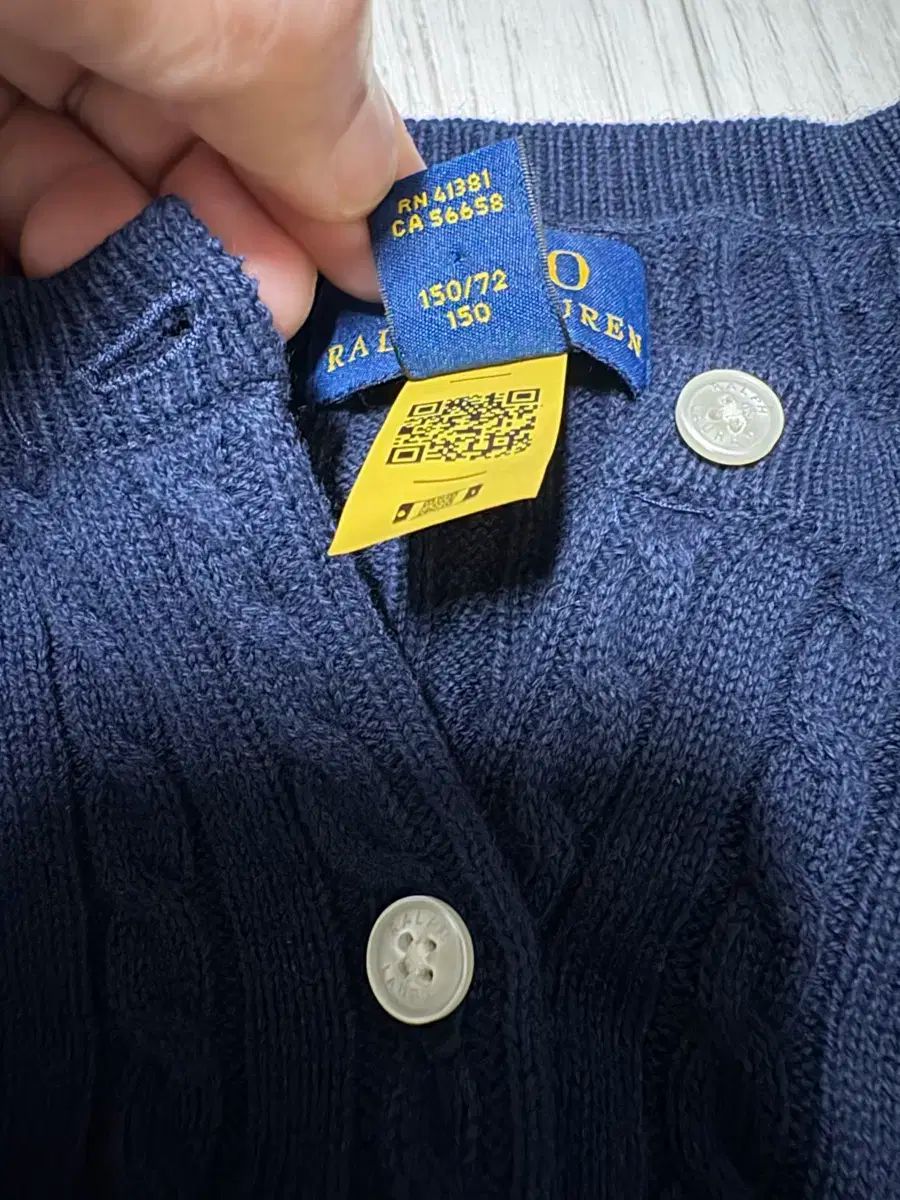 RN 41381
CA 56658
150/72
150
O
RAL UREN
RALPH
LAUREN
RALPH
LAUREN